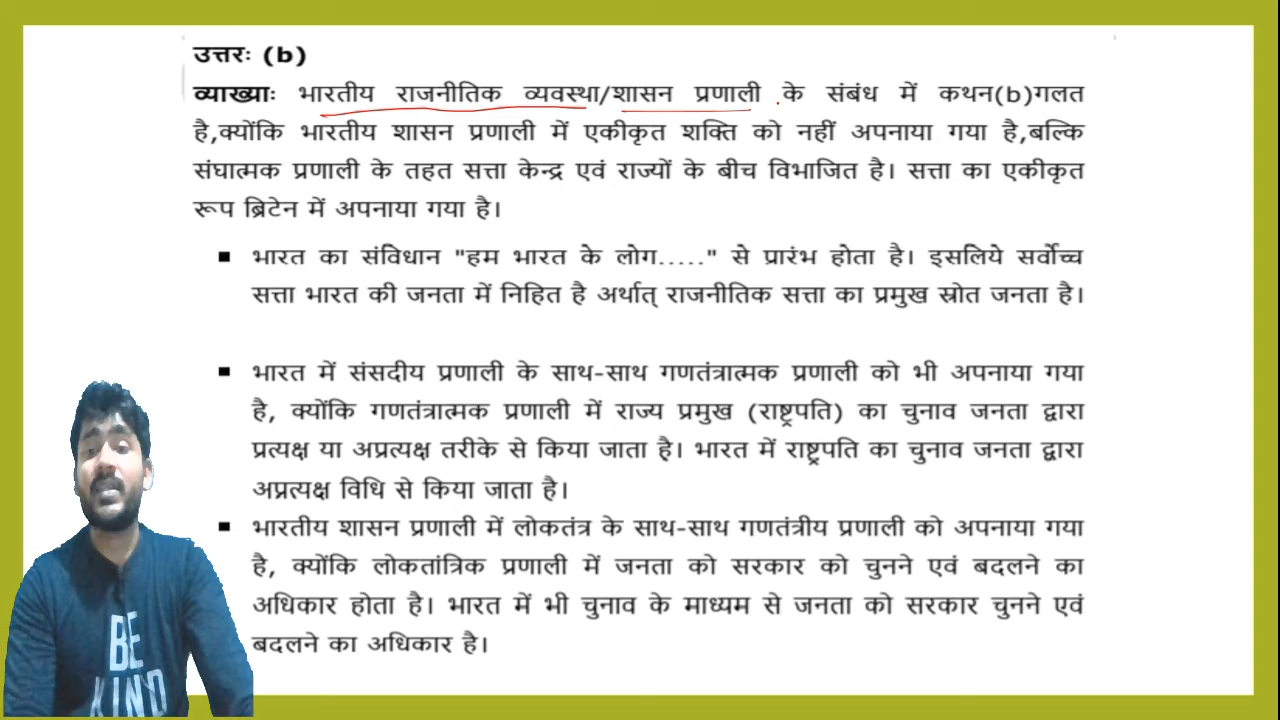 उत्तरः (b)
व्याख्याः भारतीय राजनीतिक व्यवस्था/शासन प्रणाली के संबंध में कथन(b)गलत
है,क्योंकि भारतीय शासन प्रणाली में एकीकृत शक्ति को नहीं अपनाया गया है,बल्कि
संघात्मक प्रणाली के तहत सत्ता केन्द्र एवं राज्यों के बीच विभाजित है। सत्ता का एकीकृत
रूप ब्रिटेन में अपनाया गया है।
भारत का संविधान "हम भारत के लोग....." से प्रारंभ होता है। इसलिये सर्वोच्च
सत्ता भारत की जनता में निहित है अर्थात् राजनीतिक सत्ता का प्रमुख स्रोत जनता है।
भारत में संसदीय प्रणाली के साथ-साथ गणतंत्रात्मक प्रणाली को भी अपनाया गया
है, क्योंकि गणतंत्रात्मक प्रणाली में राज्य प्रमुख (राष्ट्रपति) का चुनाव जनता द्वारा
प्रत्यक्ष या अप्रत्यक्ष तरीके से किया जाता है। भारत में राष्ट्रपति का चुनाव जनता द्वारा
अप्रत्यक्ष विधि से किया जाता है।
भारतीय शासन प्रणाली में लोकतंत्र के साथ-साथ गणतंत्रीय प्रणाली को अपनाया गया
है, क्योंकि लोकतांत्रिक प्रणाली में जनता को सरकार को चुनने एवं बदलने का
अधिकार होता है। भारत में भी चुनाव के माध्यम से जनता को सरकार चुनने एवं
बदलने का अधिकार है।
BE
KIND